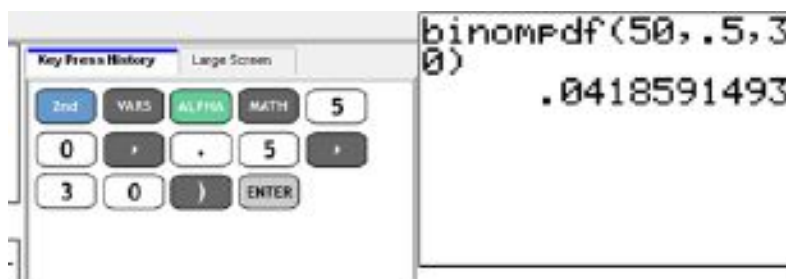 Key Press History
Large Screen
2nd VARS ALPHA MATH 5
0 , . 5 ,
3 0 ) ENTER
binompdf(50,.5,3
0)
.0418591493